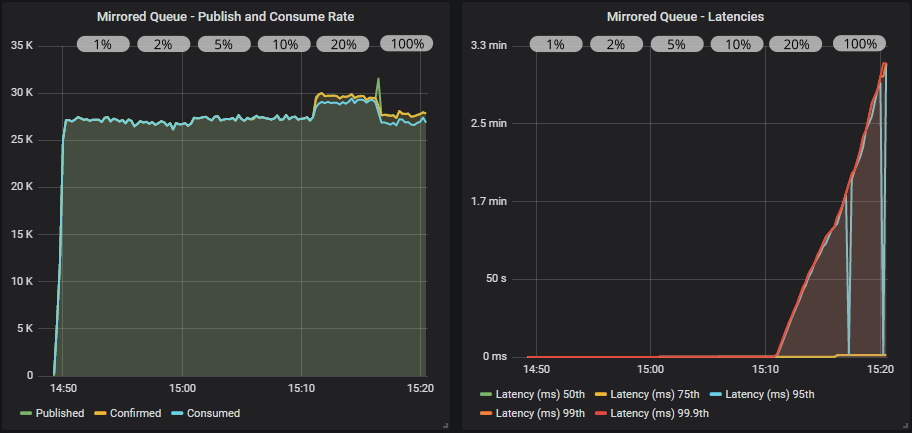 Mirrored Queue - Publish and Consume Rate
35 K
1%
2%
5%
10%
20%
100%
30 K
25 K
20 K
15 K
10 K
5 K
0
14:50
15:00
15:10
15:20
Published
Confirmed
Consumed
Mirrored Queue - Latencies
3.3 min
1%
2%
5%
10%
20%
100%
2.5 min
1.7 min
50 s
0 ms
14:50
15:00
15:10
15:20
Latency (ms) 50th
Latency (ms) 75th
Latency (ms) 95th
Latency (ms) 99th
Latency (ms) 99.9th